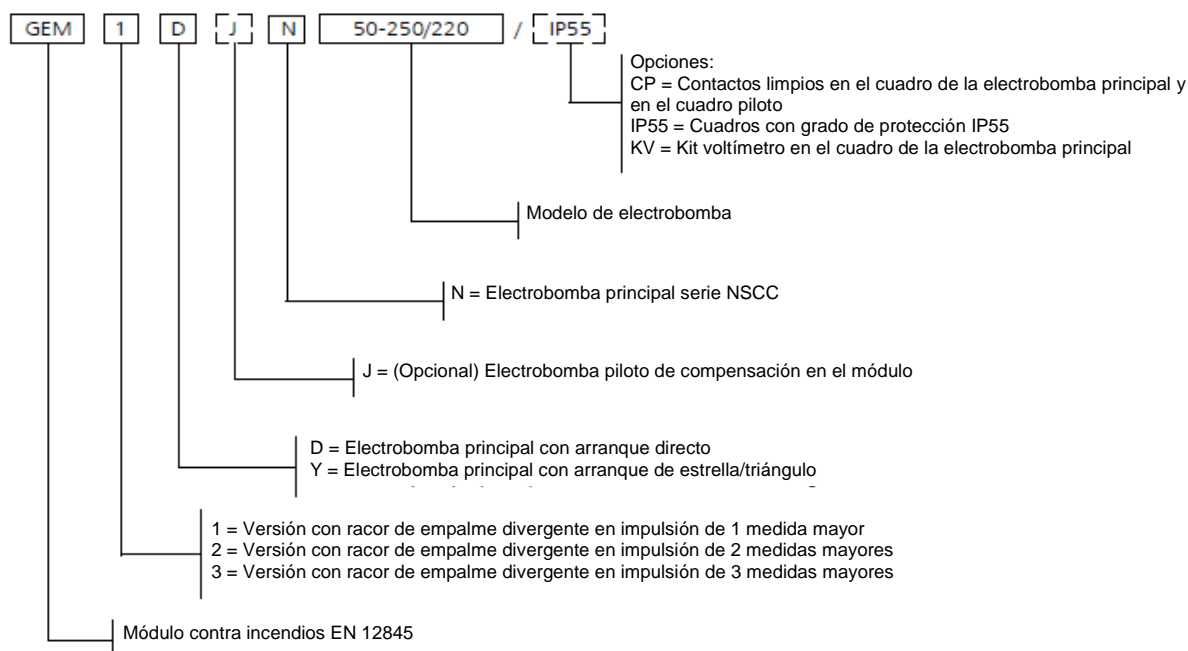 GEM 1 D J N 50-250/220 / IP55
Opciones:
CP = Contactos limpios en el cuadro de la electrobomba principal y
en el cuadro piloto
IP55 = Cuadros con grado de protección IP55
KV = Kit voltímetro en el cuadro de la electrobomba principal
Modelo de electrobomba
N = Electrobomba principal serie NSCC
J = (Opcional) Electrobomba piloto de compensación en el módulo
D = Electrobomba principal con arranque directo
Y = Electrobomba principal con arranque de estrella/triángulo
1 = Versión con racor de empalme divergente en impulsión de 1 medida mayor
2 = Versión con racor de empalme divergente en impulsión de 2 medidas mayores
3 = Versión con racor de empalme divergente en impulsión de 3 medidas mayores
Módulo contra incendios EN 12845